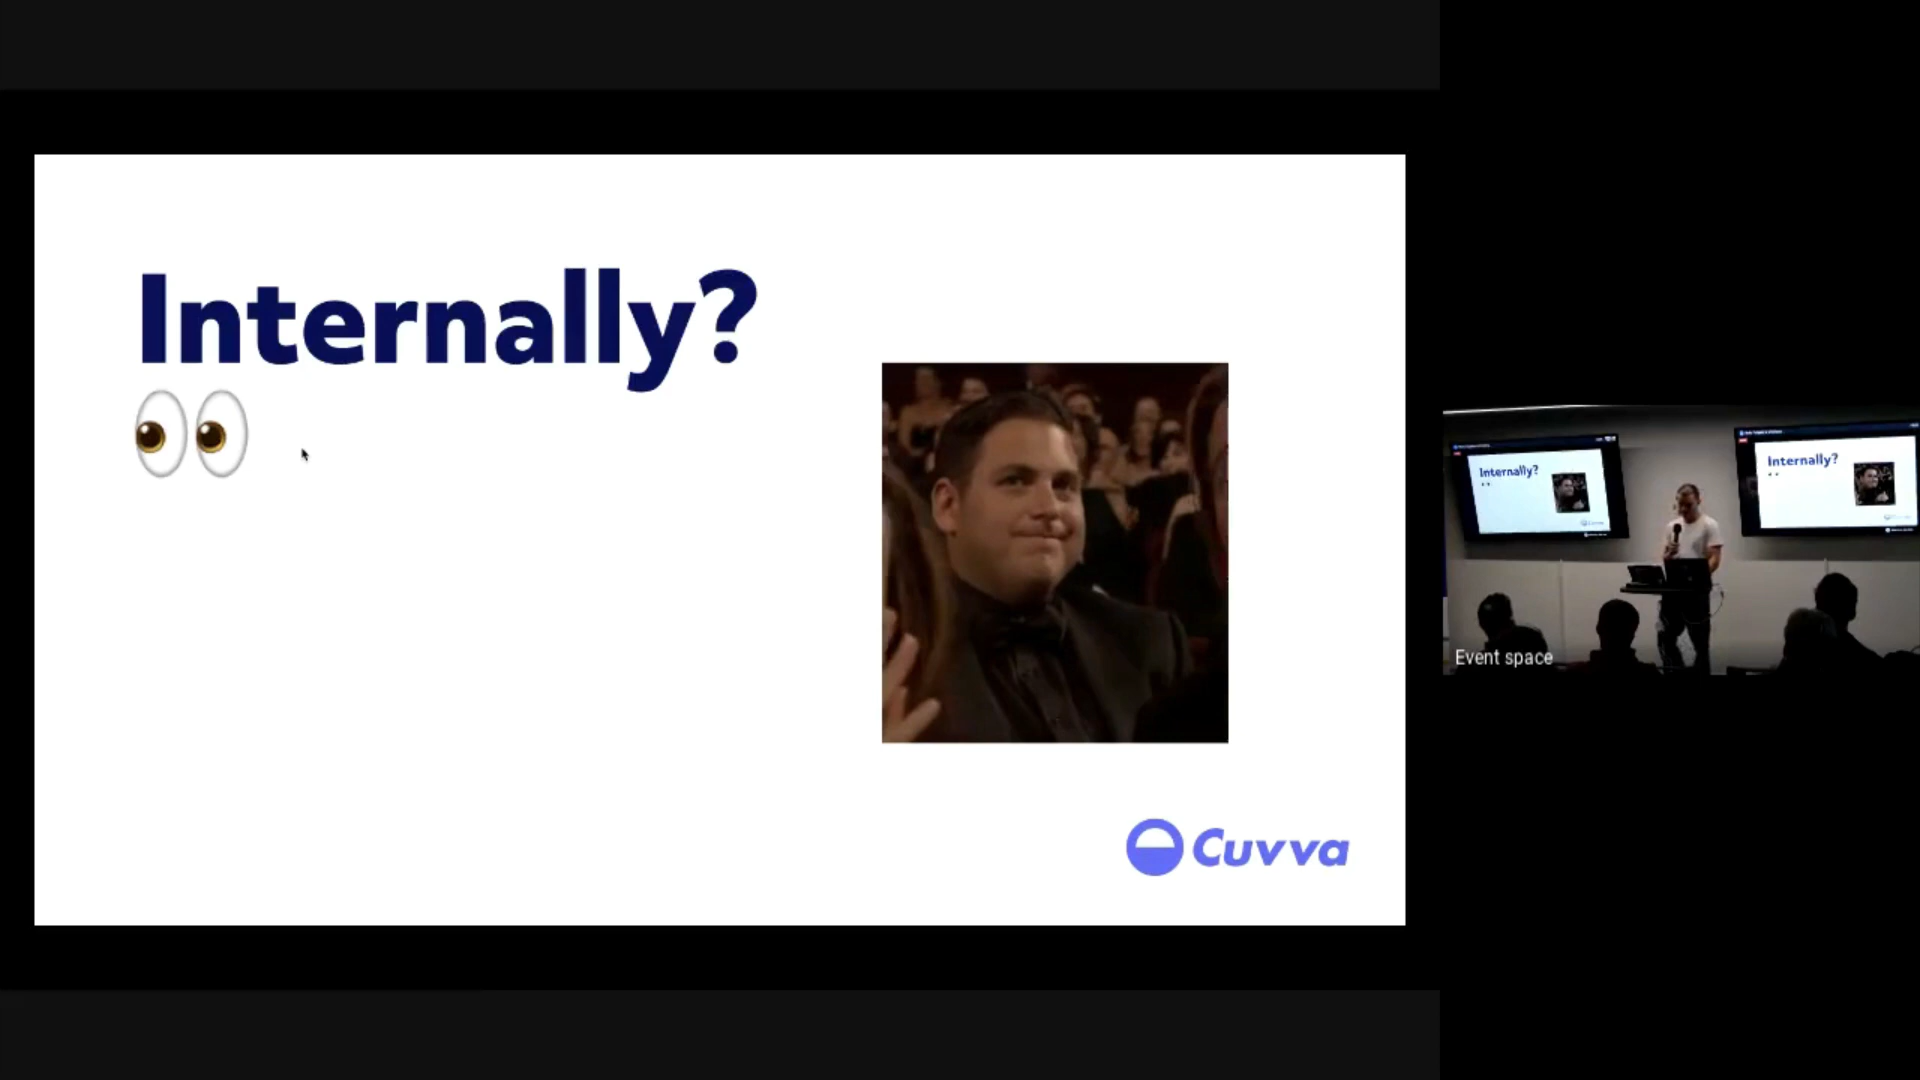 Internally?
Cuvva
Internally?
Internally?
Event space